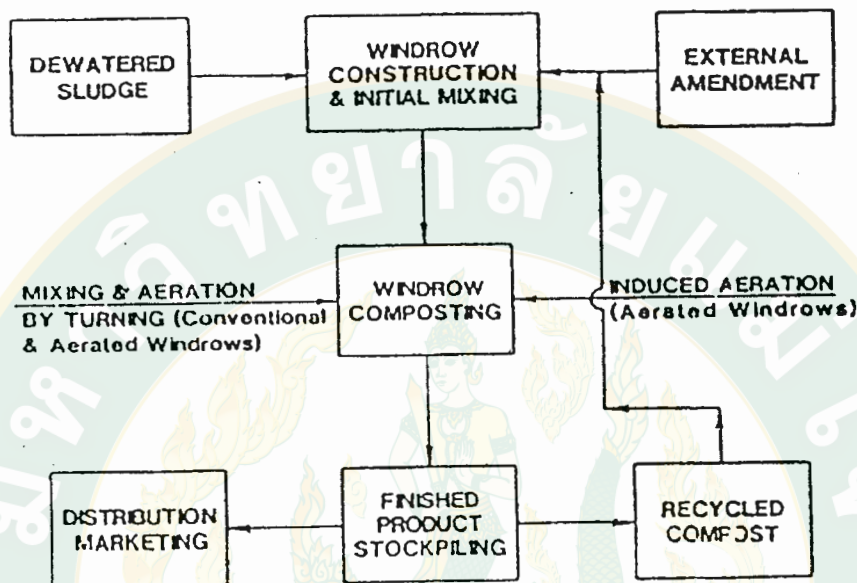 DEWATERED
SLUDGE
WINDROW
CONSTRUCTION
& INITIAL MIXING
EXTERNAL
AMENDMENT
MIXING & AERATION
BY TURNING (Conventional
& Aerated Windrows)
WINDROW
COMPOSTING
INDUCED AERATION
(Aerated Windrows)
DISTRIBUTION
MARKETING
FINISHED
PRODUCT
STOCKPILING
RECYCLED
COMPOST